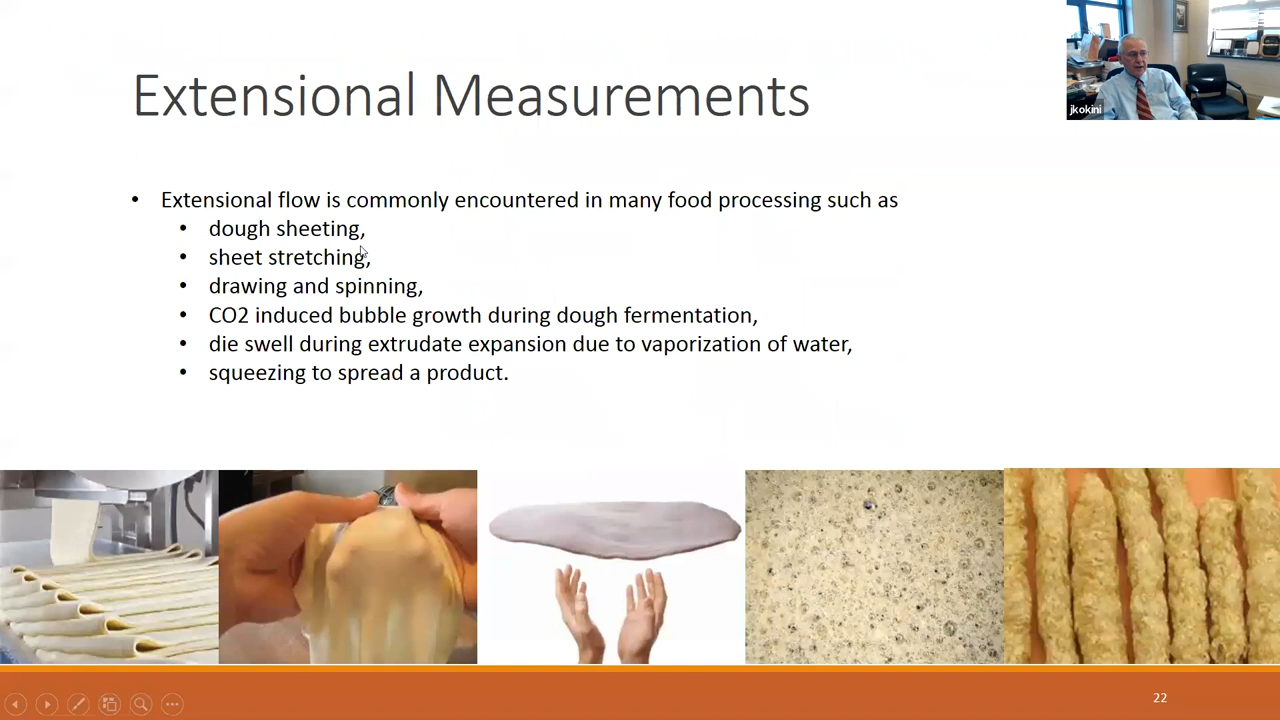 Extensional Measurements
jkokini
• Extensional flow is commonly encountered in many food processing such as
• dough sheeting,
• sheet stretching,
• drawing and spinning,
• CO2 induced bubble growth during dough fermentation,
• die swell during extrudate expansion due to vaporization of water,
• squeezing to spread a product.
22